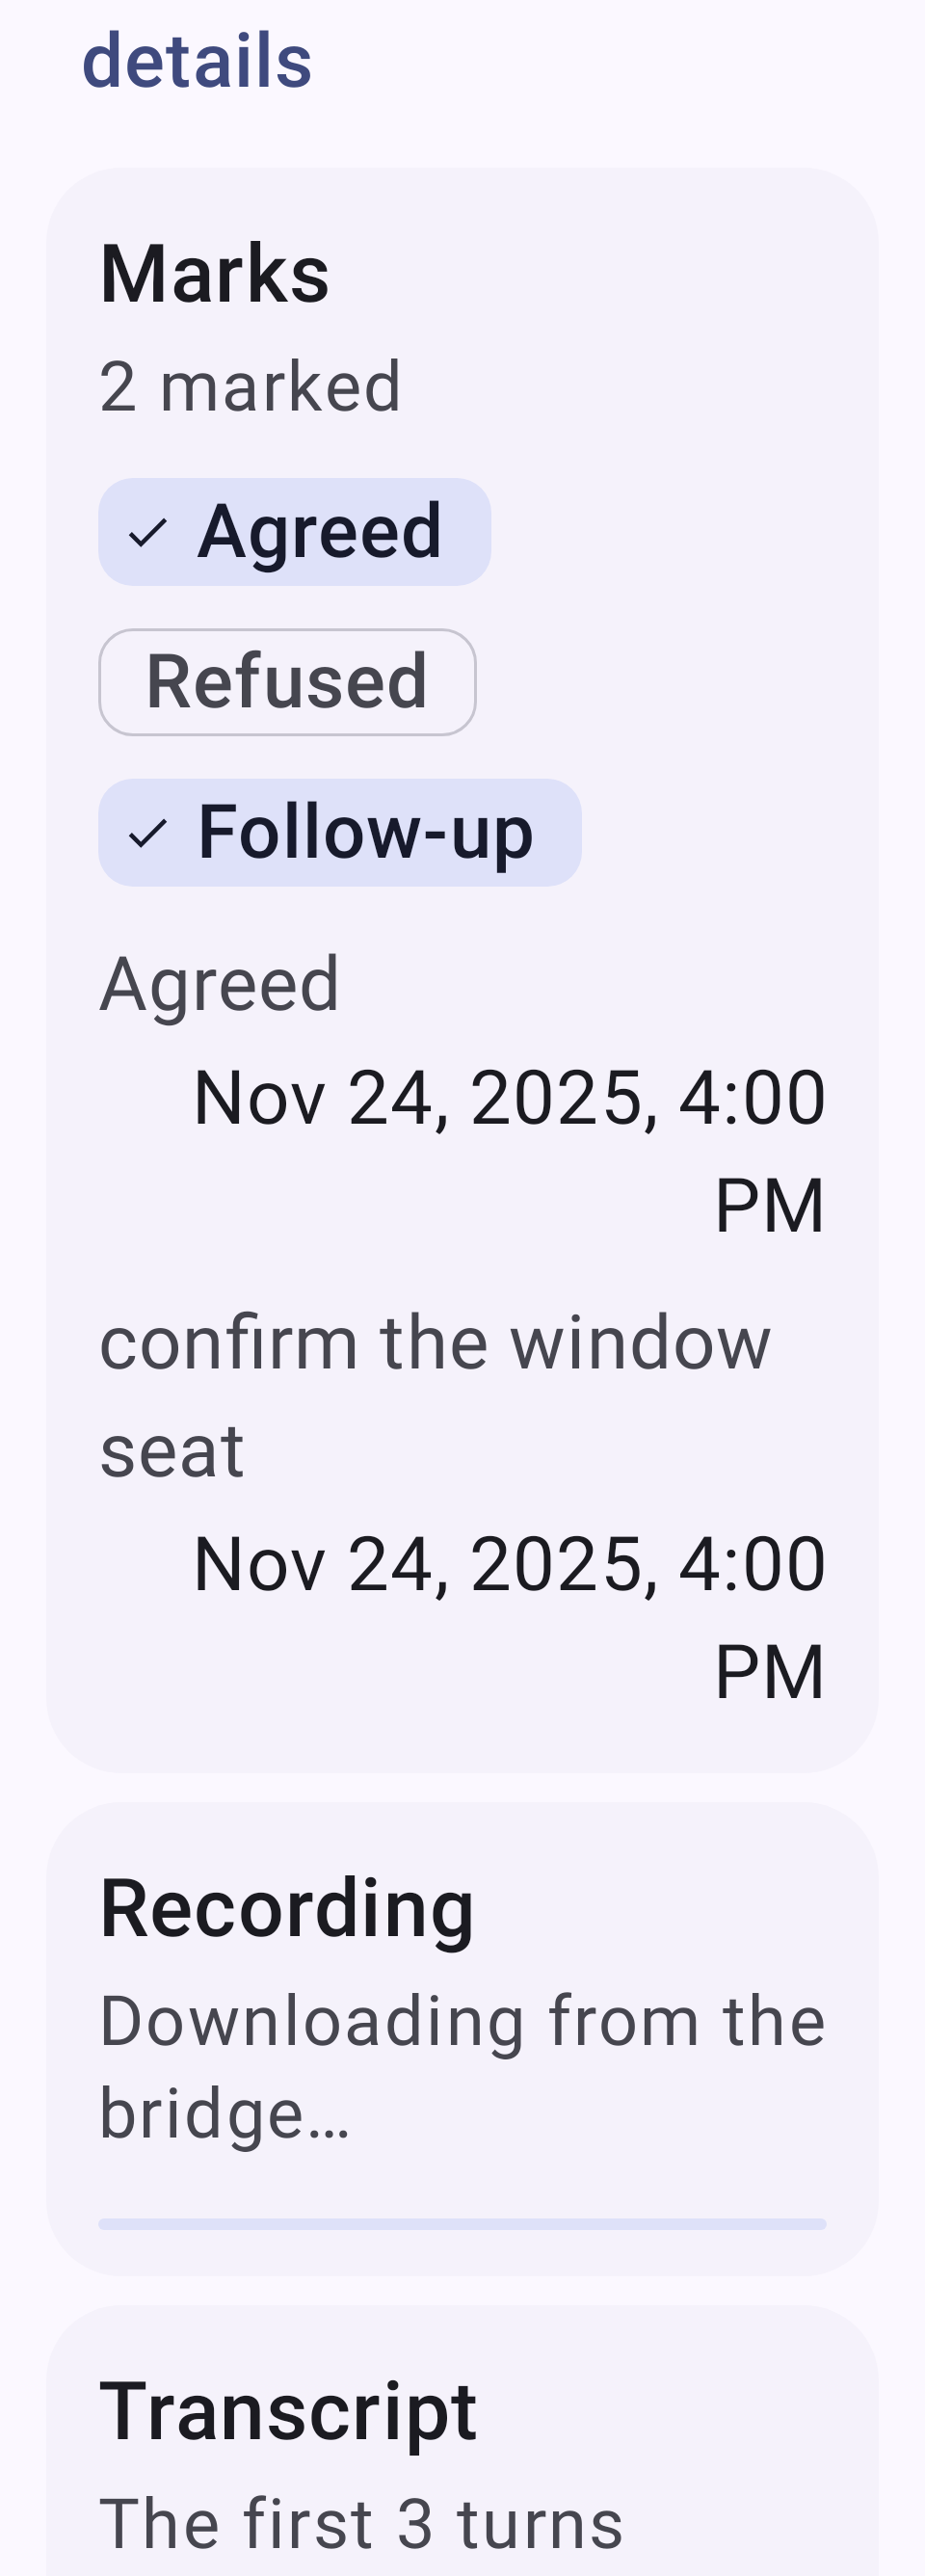 details
Marks
2 marked
Agreed
Refused
Follow-up
Agreed
Nov 24, 2025, 4:00
PM
confirm the window
seat
Nov 24, 2025, 4:00
PM
Recording
Downloading from the
bridge…
Transcript
The first 3 turns